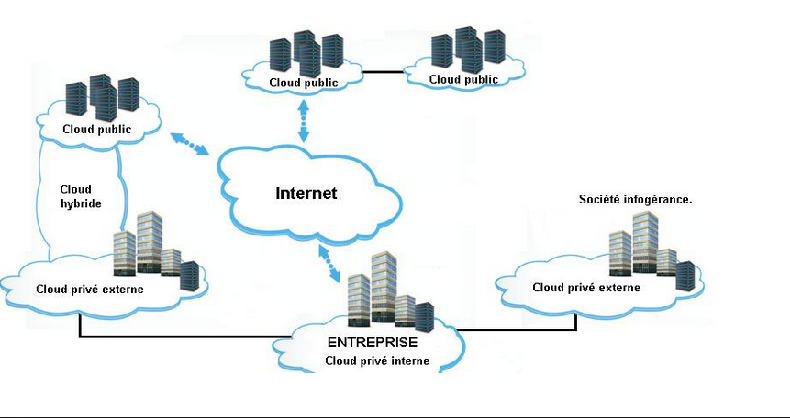 Cloud public
Cloud public
Cloud public
Cloud
hybride
Internet
Société infogérance.
Cloud privé externe
Cloud privé externe
ENTREPRISE
Cloud privé interne